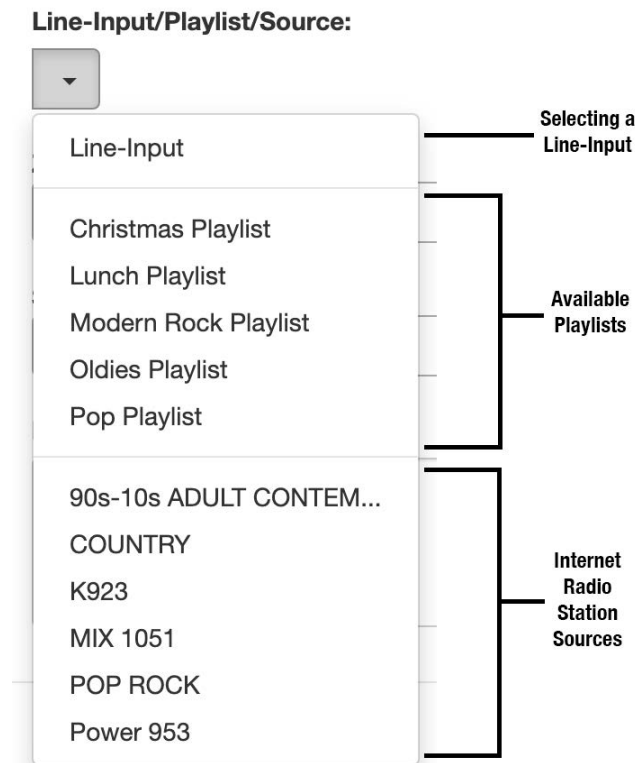 Line-Input/Playlist/Source:
Selecting a
Line-Input
Line-Input
Christmas Playlist
Lunch Playlist
Modern Rock Playlist
Oldies Playlist
Pop Playlist
Available
Playlists
90s-10s ADULT CONTEM...
COUNTRY
K923
MIX 1051
POP ROCK
Power 953
Internet
Radio
Station
Sources